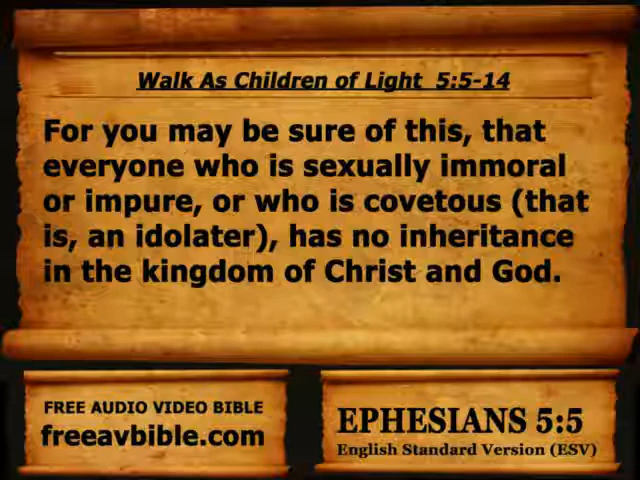 Walk As Children of Light 5:5-14
For you may be sure of this, that
everyone who is sexually immoral
or impure, or who is covetous (that
is, an idolater), has no inheritance
in the kingdom of Christ and God.
FREE AUDIO VIDEO BIBLE
freeavbible.com
EPHESIANS 5:5
English Standard Version (ESV)